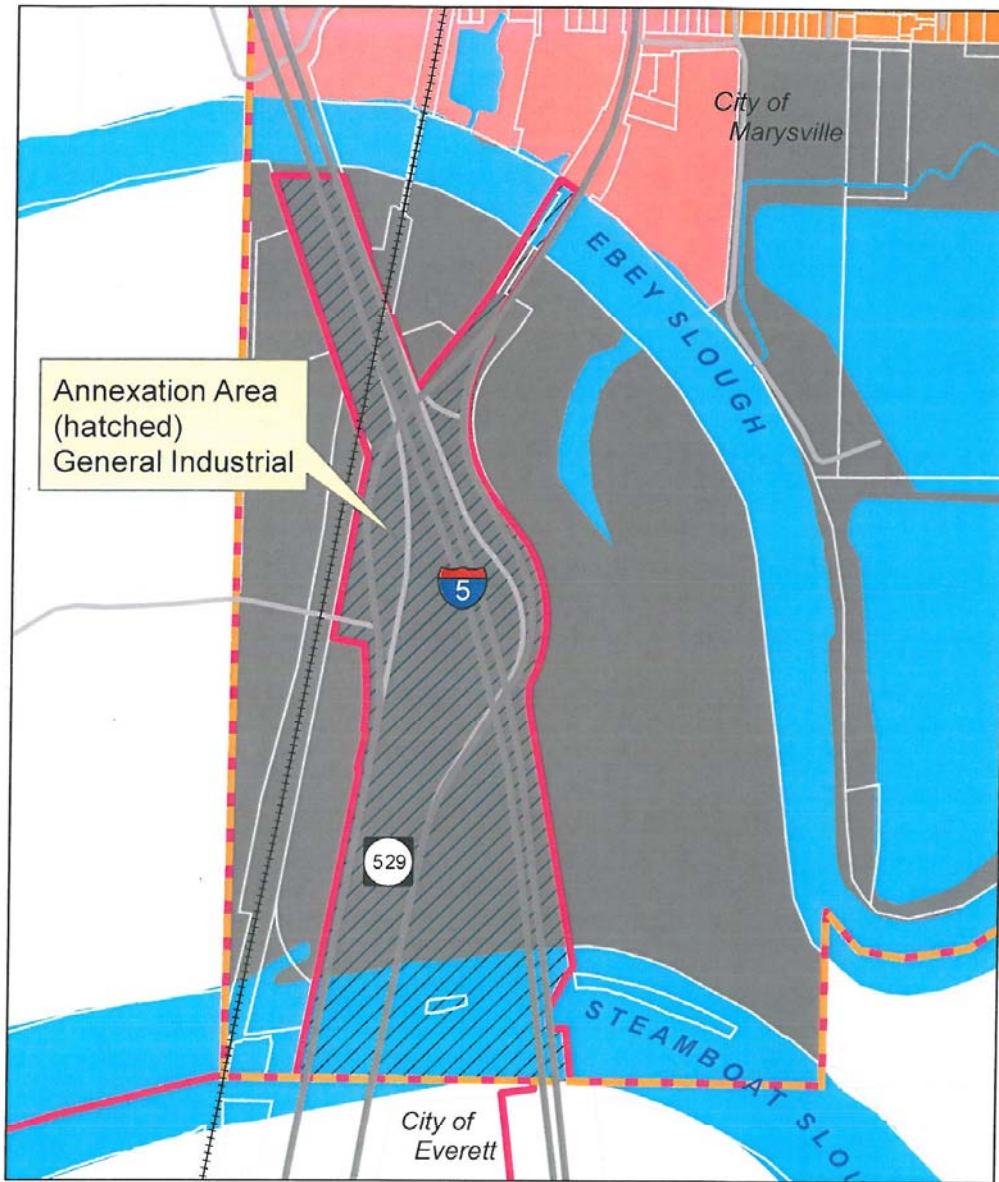 City of
Marysville
EBEY SLOUGH
Annexation Area
(hatched)
General Industrial
5
529
STEAMBOAT SLOU
City of
Everett